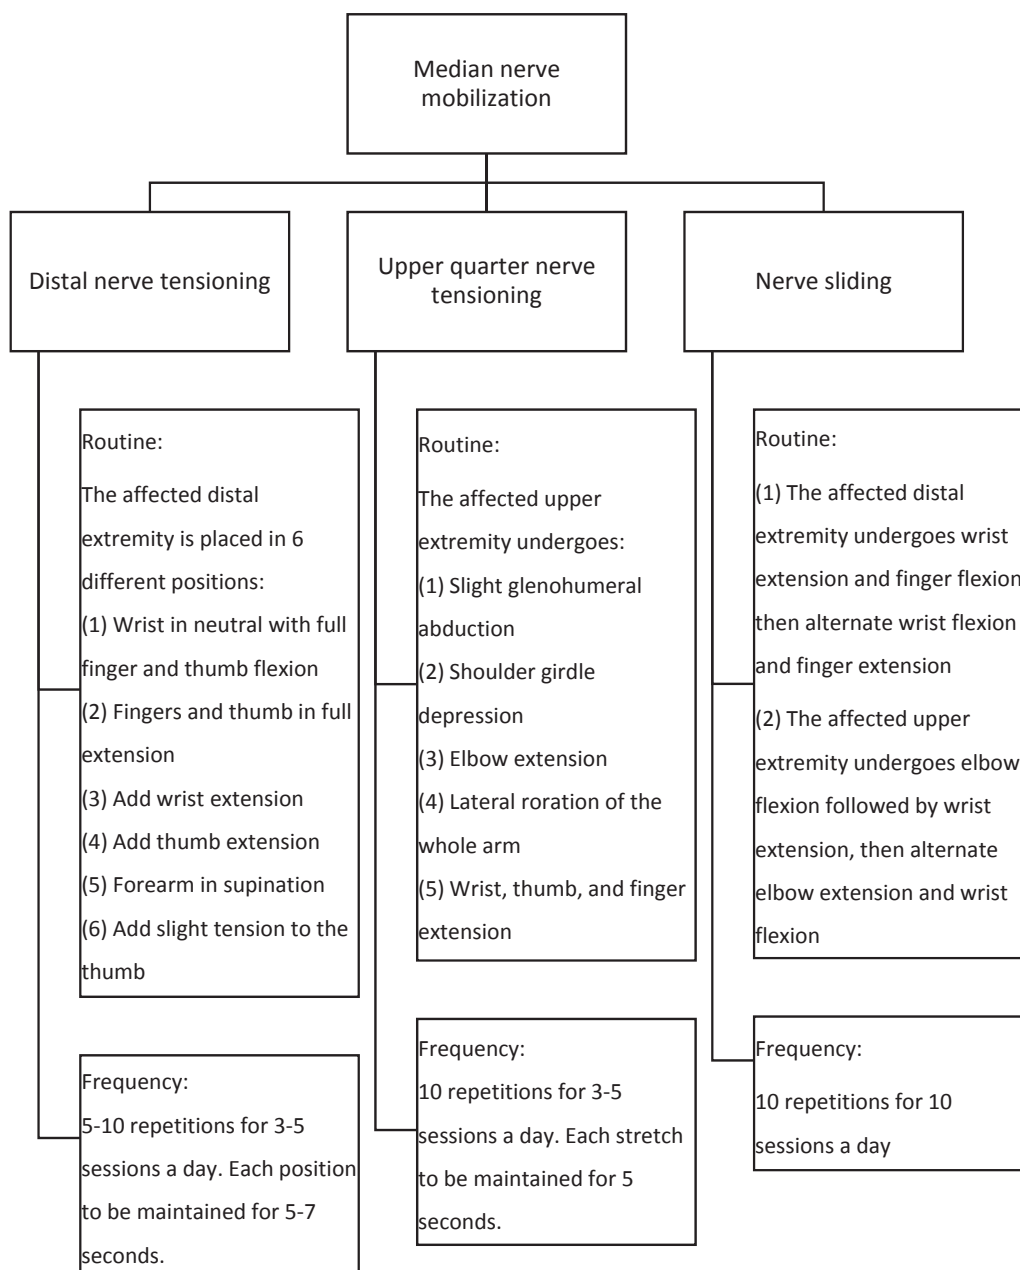 Median nerve
mobilization
Distal nerve tensioning
Upper quarter nerve
tensioning
Nerve sliding
Routine:
The affected distal
extremity is placed in 6
different positions:
(1) Wrist in neutral with full
finger and thumb flexion
(2) Fingers and thumb in full
extension
(3) Add wrist extension
(4) Add thumb extension
(5) Forearm in supination
(6) Add slight tension to the
thumb
Routine:
The affected upper
extremity undergoes:
(1) Slight glenohumeral
abduction
(2) Shoulder girdle
depression
(3) Elbow extension
(4) Lateral roration of the
whole arm
(5) Wrist, thumb, and finger
extension
Routine:
(1) The affected distal
extremity undergoes wrist
extension and finger flexion
then alternate wrist flexion
and finger extension
(2) The affected upper
extremity undergoes elbow
flexion followed by wrist
extension, then alternate
elbow extension and wrist
flexion
Frequency:
5-10 repetitions for 3-5
sessions a day. Each position
to be maintained for 5-7
seconds.
Frequency:
10 repetitions for 3-5
sessions a day. Each stretch
to be maintained for 5
seconds.
Frequency:
10 repetitions for 10
sessions a day